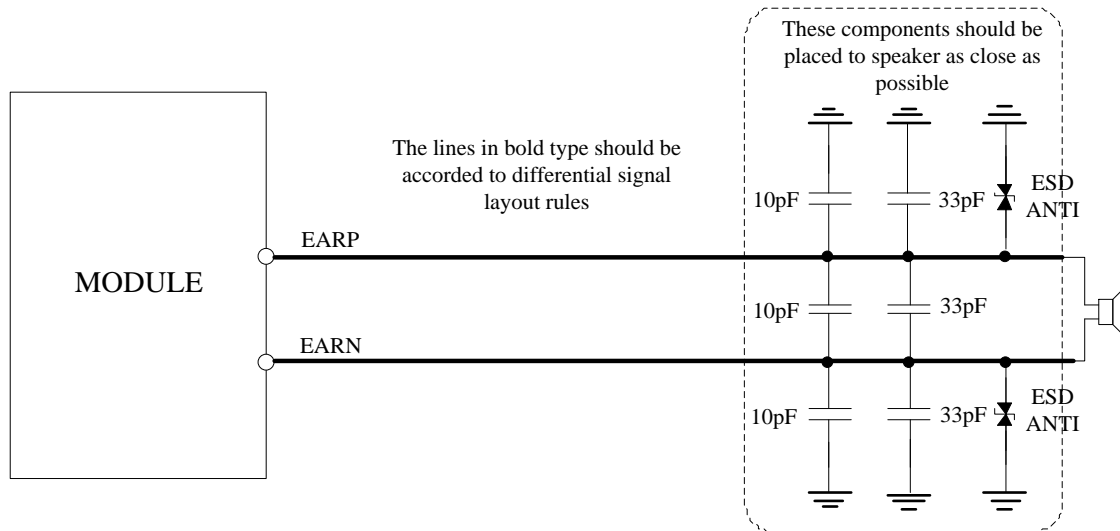 These components should be
placed to speaker as close as
possible
The lines in bold type should be
accorded to differential signal
layout rules
10pF
33pF
ESD
ANTI
EARP
MODULE
10pF
33pF
EARN
10pF
33pF
ESD
ANTI